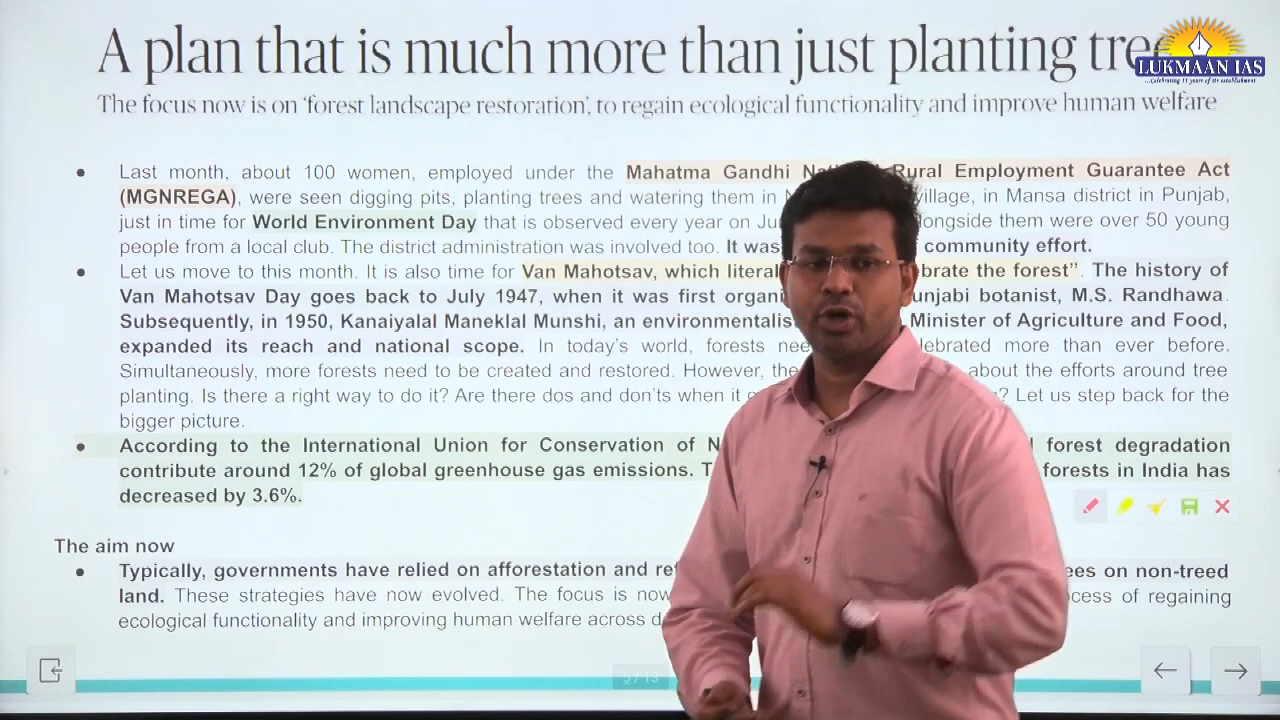 A plan that is much more than just planting tre
LUKMAAN IAS
...Celebrating 11 years of its establishment
The focus now is on 'forest landscape restoration', to regain ecological functionality and improve human welfare
• Last month, about 100 women, employed under the Mahatma Gandhi Rural Employment Guarantee Act
(MGNREGA), were seen digging pits, planting trees and watering them in village, in Mansa district in Punjab,
just in time for World Environment Day that is observed every year on alongside them were over 50 young
people from a local club. The district administration was involved too. It was community effort.
• Let us move to this month. It is also time for Van Mahotsav, which the forest". The history of
Van Mahotsav Day goes back to July 1947, when it was first botanist, M.S. Randhawa.
Subsequently, in 1950, Kanaiyalal Maneklal Munshi, an Minister of Agriculture and Food,
expanded its reach and national scope. In today's world, forests more than ever before.
Simultaneously, more forests need to be created and restored. However, about the efforts around tree
planting. Is there a right way to do it? Are there dos and don'ts when it Let us step back for the
bigger picture.
• According to the International Union for Conservation of forest degradation
contribute around 12% of global greenhouse gas emissions. forests in India has
decreased by 3.6%.
The aim now
• Typically, governments have relied on afforestation and on non-treed
land. These strategies have now evolved. The focus is now of regaining
ecological functionality and improving human welfare across